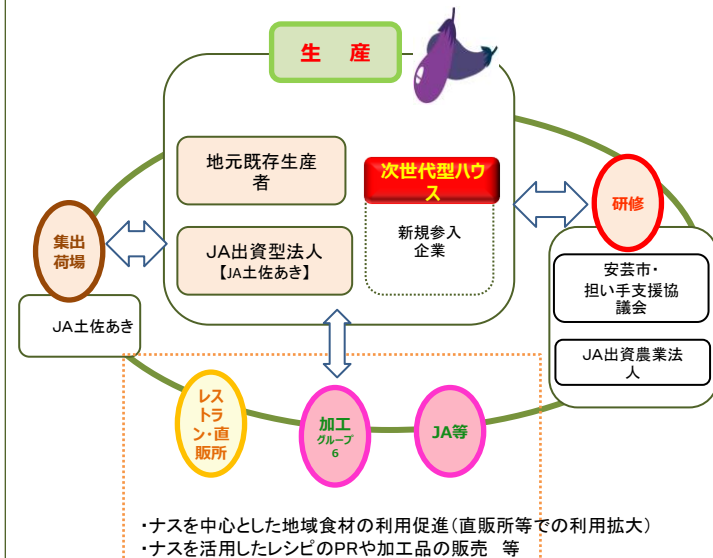 生 産
地元既存生産
者
次世代型ハウ
ス
新規参入
企業
JA出資型法人
【JA土佐あき】
集出
荷場
JA土佐あき
研修
安芸市・
担い手支援協
議会
JA出資農業法
人
レス
トラ
ン・直
販所
加工
グループ
6
JA等
・ナスを中心とした地域食材の利用促進(直販所等での利用拡大)
・ナスを活用したレシピのPRや加工品の販売 等